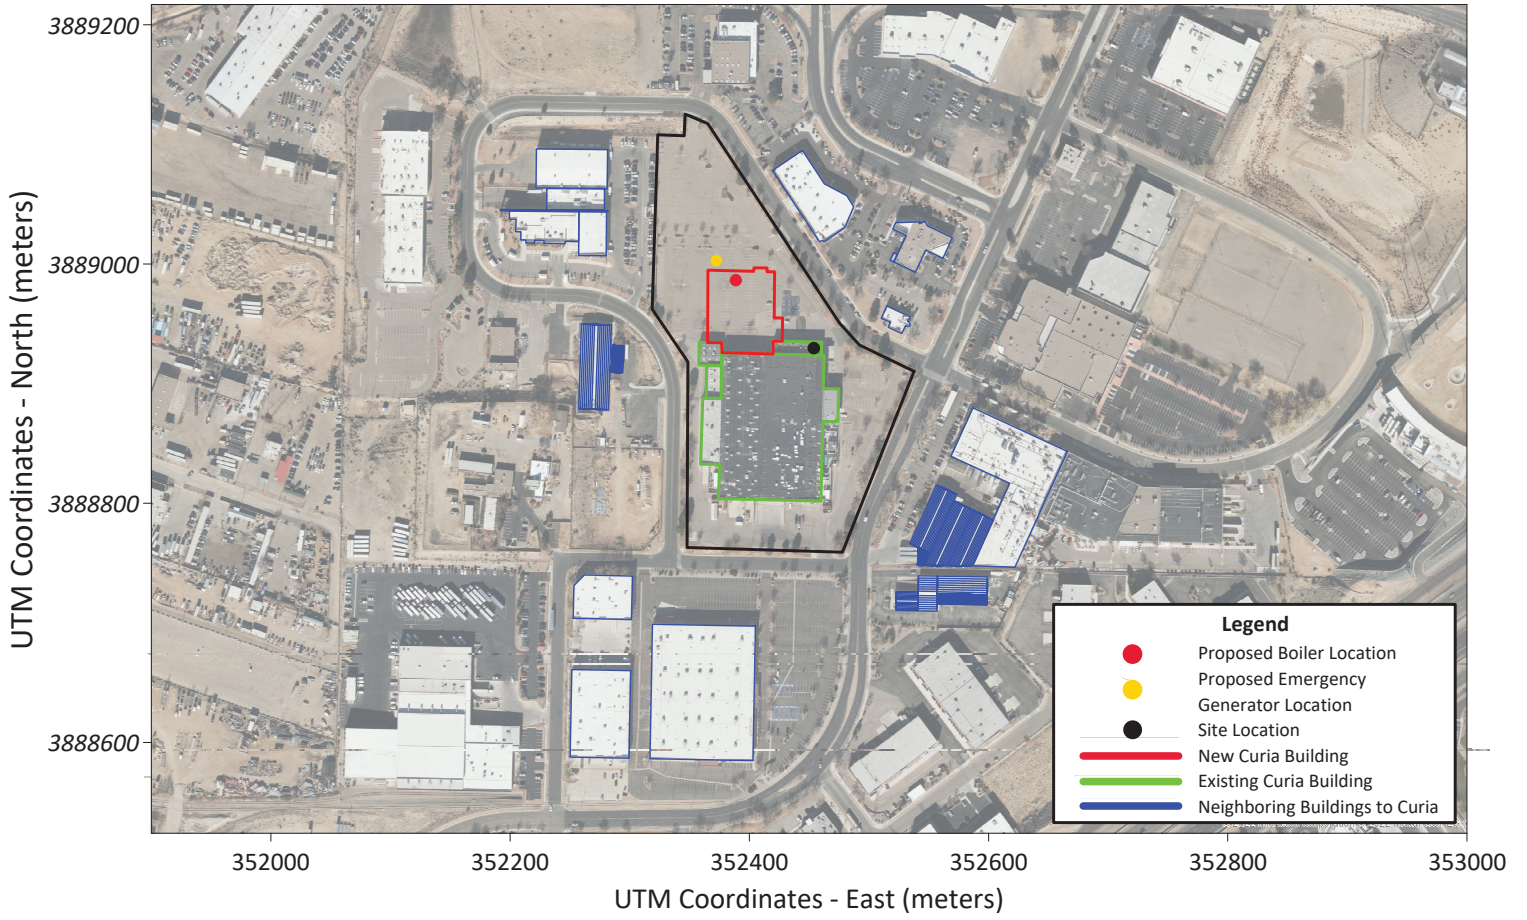 3889200
3889000
3888800
3888600
UTM Coordinates - North (meters)
352000
352200
352400
352600
352800
353000
UTM Coordinates - East (meters)
Legend
Proposed Boiler Location
Proposed Emergency
Generator Location
Site Location
New Curia Building
Existing Curia Building
Neighboring Buildings to Curia